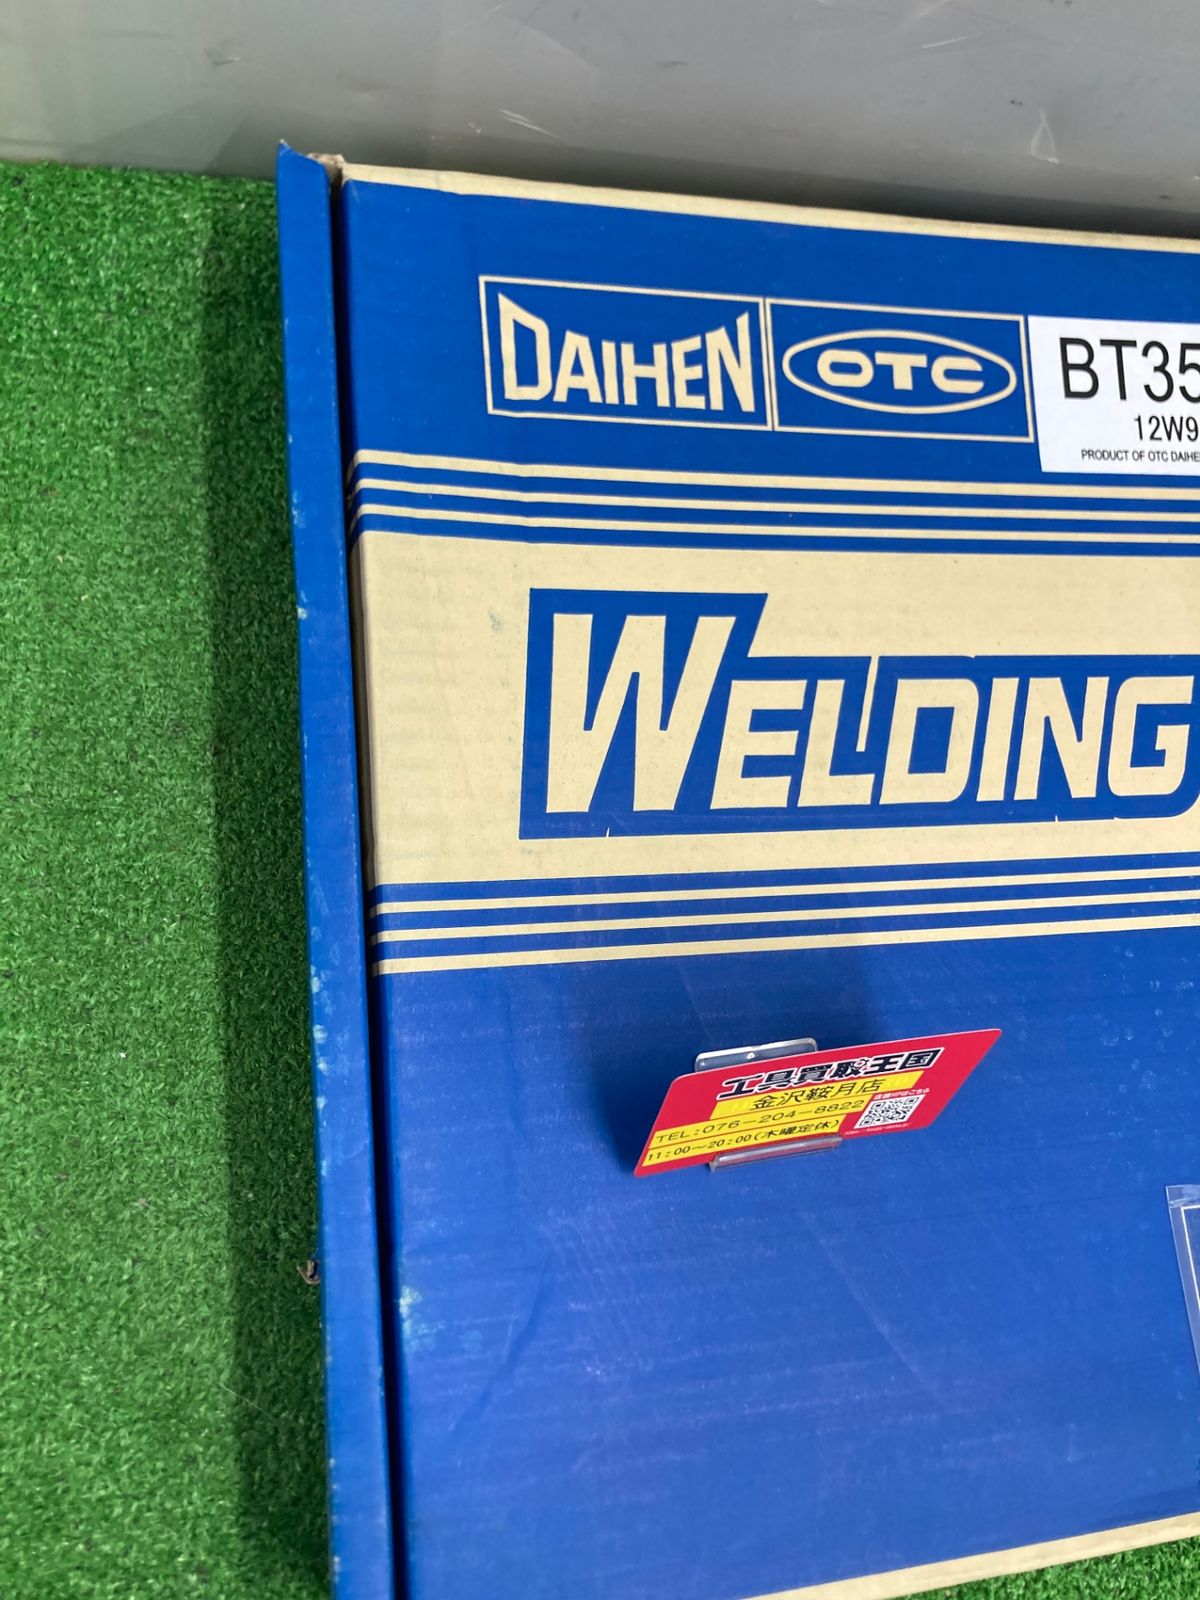 DAIHEN
OTC
BT35
12W9
PRODUCT OF OTC DAIHE
WELDING
工具買取王国
金沢鞍月店
TEL:076-204-8822
11:00~20:00(木曜定休)